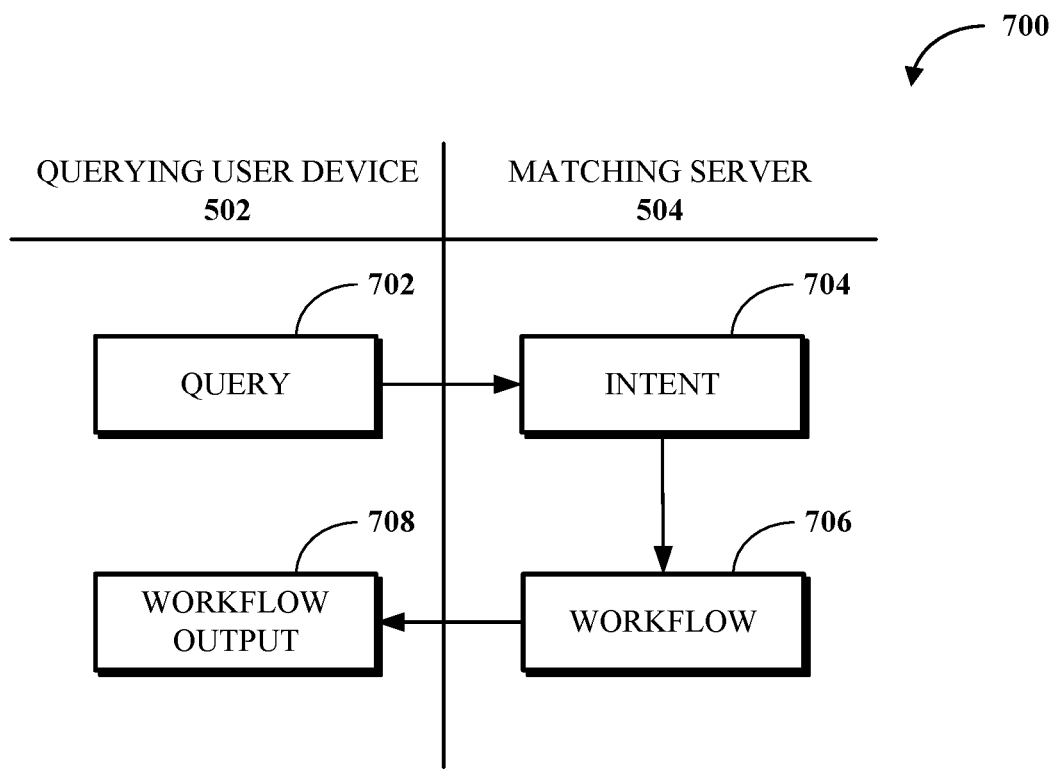 700
QUERYING USER DEVICE
502
MATCHING SERVER
504
702
QUERY
704
INTENT
708
WORKFLOW
OUTPUT
706
WORKFLOW